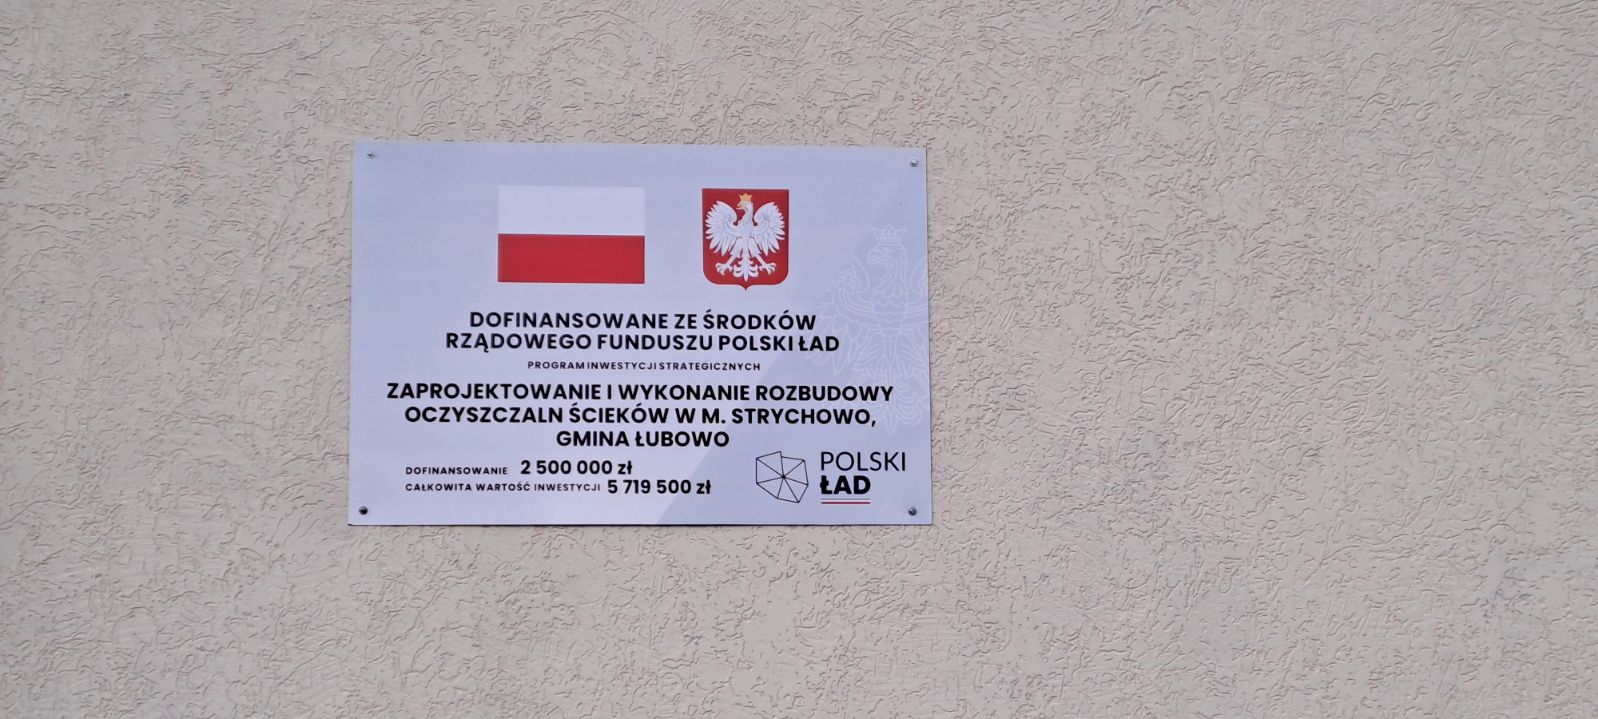 DOFINANSOWANE ZE ŚRODKÓW
RZĄDOWEGO FUNDUSZU POLSKI ŁAD
PROGRAM INWESTYCJI STRATEGICZNYCH
ZAPROJEKTOWANIE I WYKONANIE ROZBUDOWY
OCZYSZCZALN ŚCIEKÓW W M. STRYCHOWO,
GMINA ŁUBOWO
DOFINANSOWANIE 2 500 000 zł
CAŁKOWITA WARTOŚĆ INWESTYCJI 5 719 500 zł
POLSKI
ŁAD